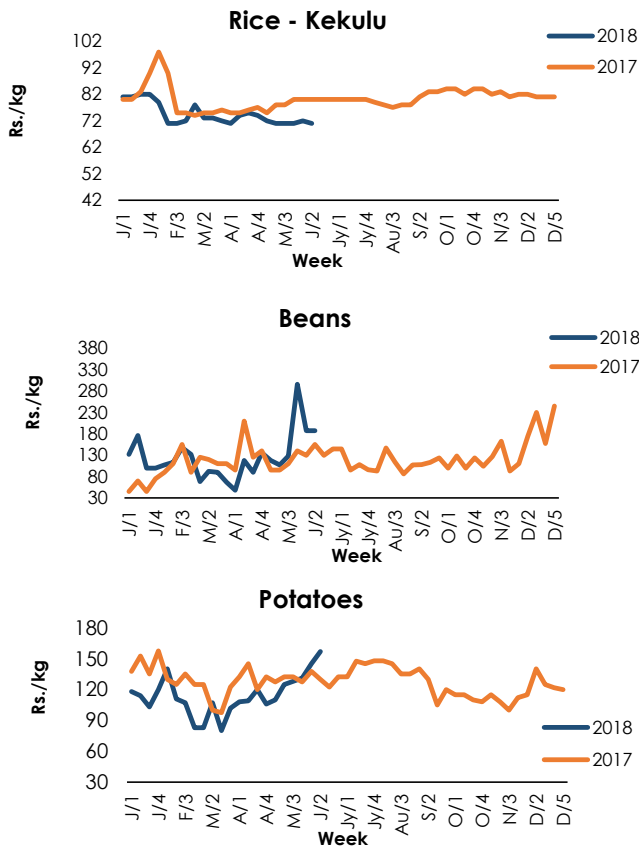 Rice - Kekulu
2018
2017
Rs./kg
102
92
82
72
62
52
42
J/1
J/4
F/3
M/2
A/1
A/4
M/3
J/2
Jy/1
Jy/4
Au/3
S/2
O/1
O/4
N/3
D/2
D/5
Week
Beans
2018
2017
Rs./kg
380
330
280
230
180
130
80
30
J/1
J/4
F/3
M/2
A/1
A/4
M/3
J/2
Jy/1
Jy/4
Au/3
S/2
O/1
O/4
N/3
D/2
D/5
Week
Potatoes
Rs./kg
180
150
120
90
60
30
2018
2017
J/1
J/4
F/3
M/2
A/1
A/4
M/3
J/2
Jy/1
Jy/4
Au/3
S/2
O/1
O/4
N/3
D/2
D/5
Week